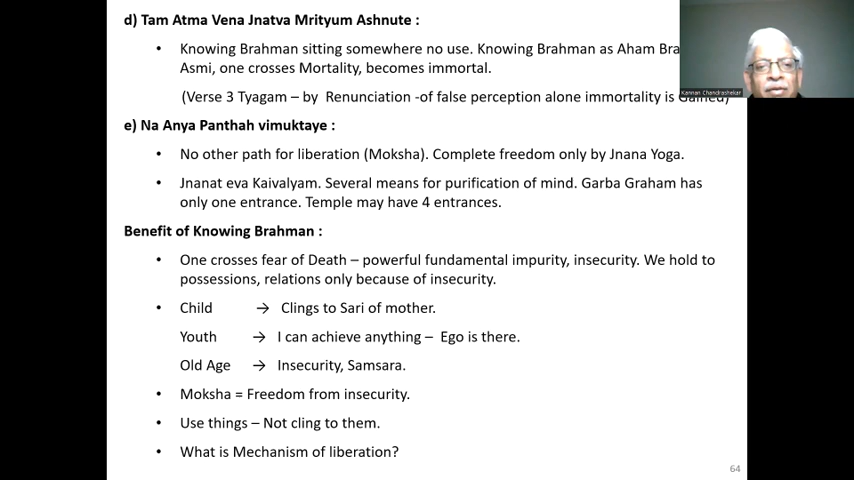 d) Tam Atma Vena Jnatva Mrityum Ashnute :
• Knowing Brahman sitting somewhere no use. Knowing Brahman as Aham Bra
Asmi, one crosses Mortality, becomes immortal.
(Verse 3 Tyagam – by Renunciation -of false perception alone immortality is Gained)
Kannan Chandrashekar
e) Na Anya Panthah vimuktaye :
• No other path for liberation (Moksha). Complete freedom only by Jnana Yoga.
• Jnanat eva Kaivalyam. Several means for purification of mind. Garba Graham has
only one entrance. Temple may have 4 entrances.
Benefit of Knowing Brahman :
• One crosses fear of Death – powerful fundamental impurity, insecurity. We hold to
possessions, relations only because of insecurity.
• Child → Clings to Sari of mother.
Youth → I can achieve anything – Ego is there.
Old Age → Insecurity, Samsara.
• Moksha = Freedom from insecurity.
• Use things – Not cling to them.
• What is Mechanism of liberation?
64